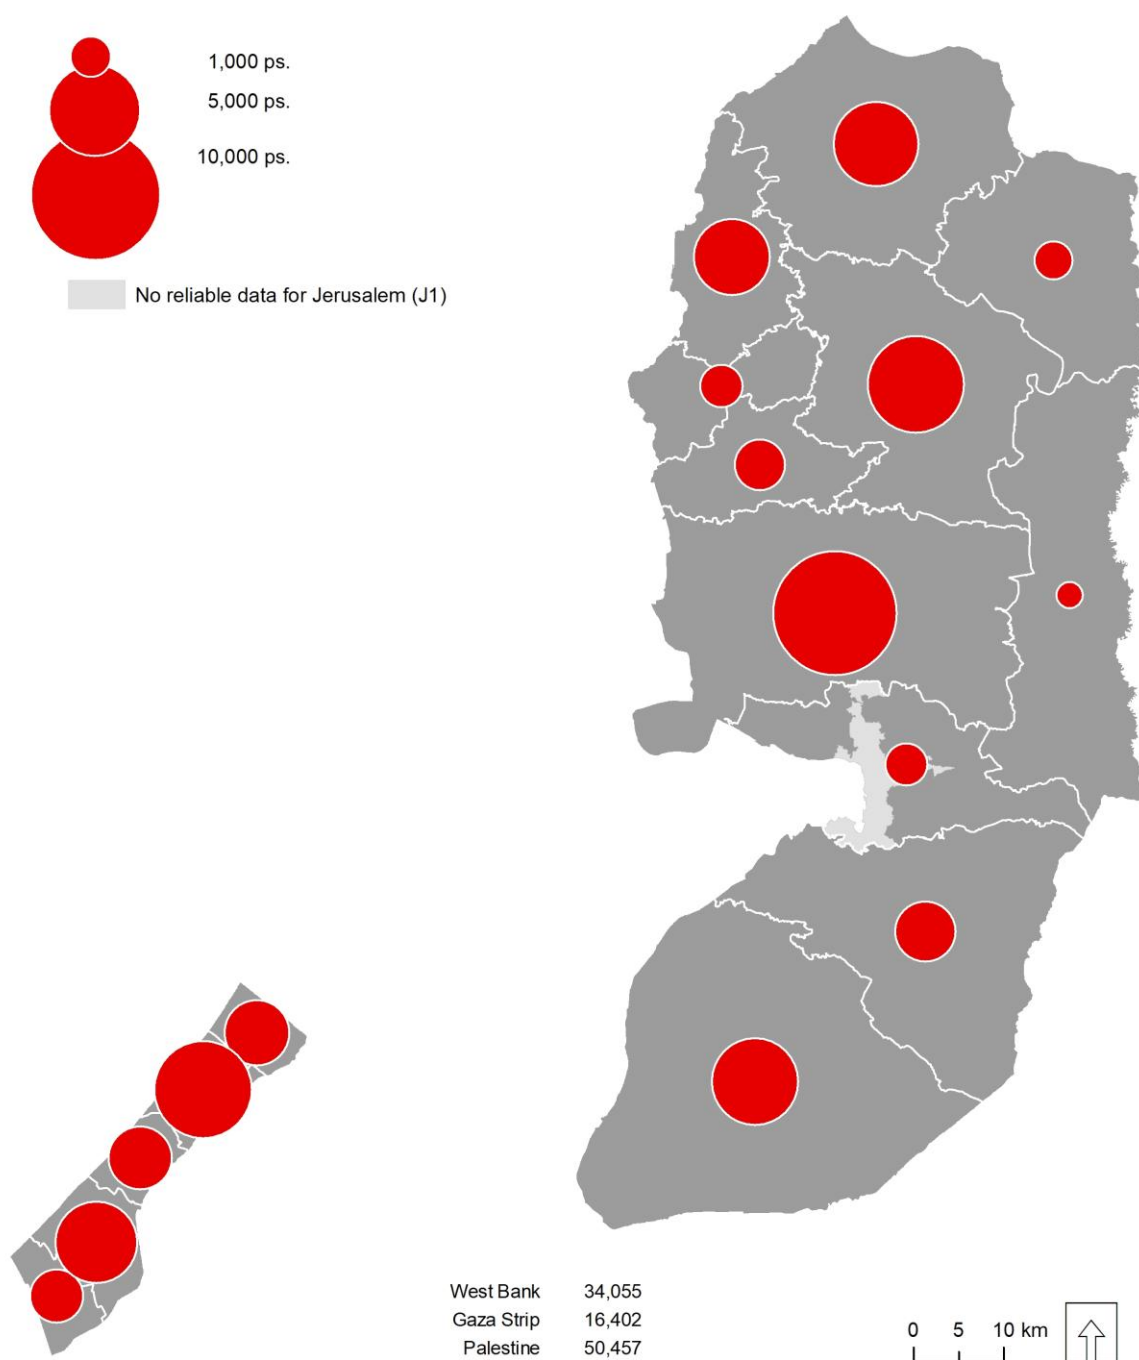 1,000 ps.
5,000 ps.
10,000 ps.
No reliable data for Jerusalem (J1)
West Bank 34,055
Gaza Strip 16,402
Palestine 50,457
0 5 10 km